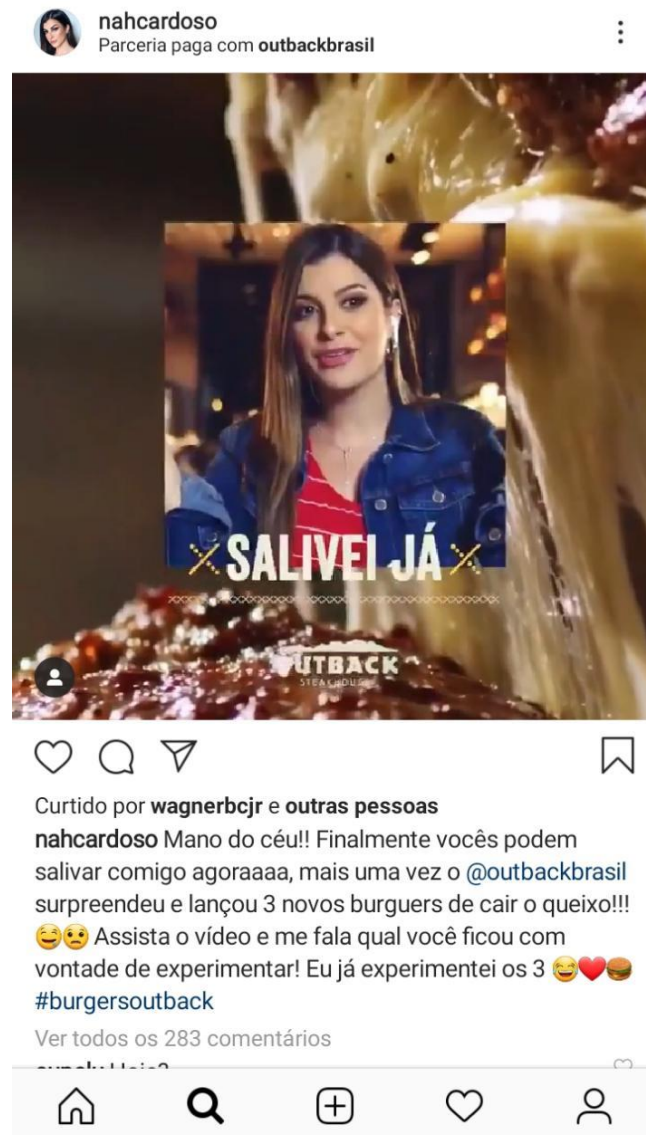 nahcardoso
Parceria paga com outbackbrasil
SALIVEI JÁ
OUTBACK
STEAKHOUSE
Curtido por wagnerbcjr e outras pessoas
nahcardoso Mano do céu!! Finalmente vocês podem
salivar comigo agoraaaa, mais uma vez o @outbackbrasil
surpreendeu e lançou 3 novos burguers de cair o queixo!!!
🤤😟 Assista o vídeo e me fala qual você ficou com
vontade de experimentar! Eu já experimentei os 3 😂❤️🍔
#burgersoutback
Ver todos os 283 comentários